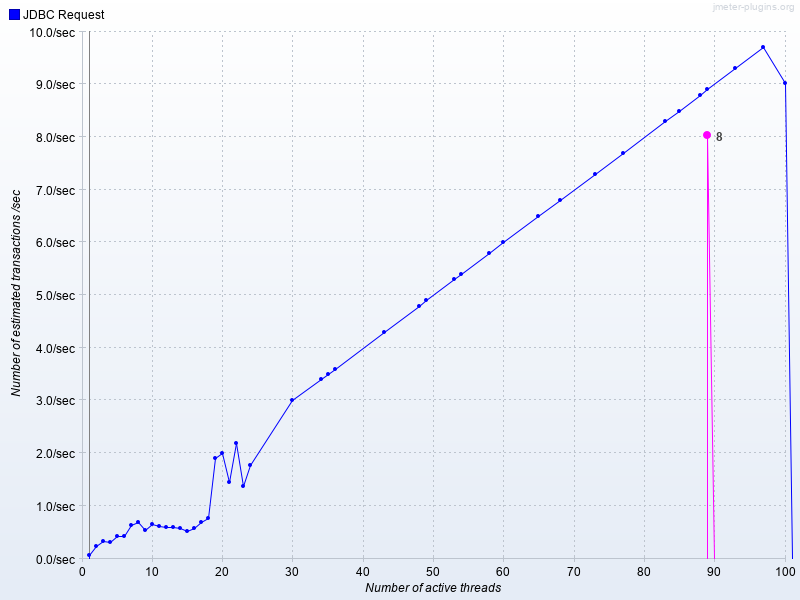 jmeter-plugins.org
JDBC Request
10.0/sec
9.0/sec
8.0/sec
7.0/sec
6.0/sec
5.0/sec
4.0/sec
3.0/sec
2.0/sec
1.0/sec
0.0/sec
Number of estimated transactions /sec
8
0 10 20 30 40 50 60 70 80 90 100
Number of active threads